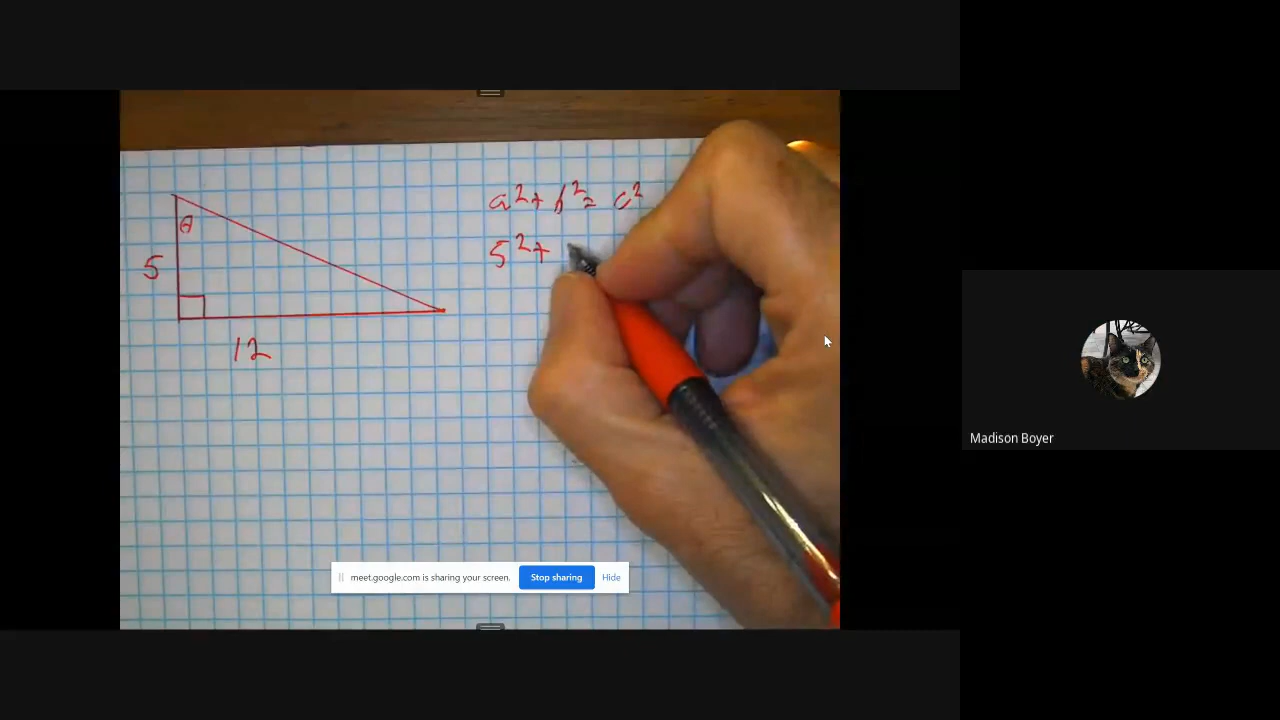 a² + b² = c²
θ
5² +
5
12
Madison Boyer
meet.google.com is sharing your screen. Stop sharing Hide